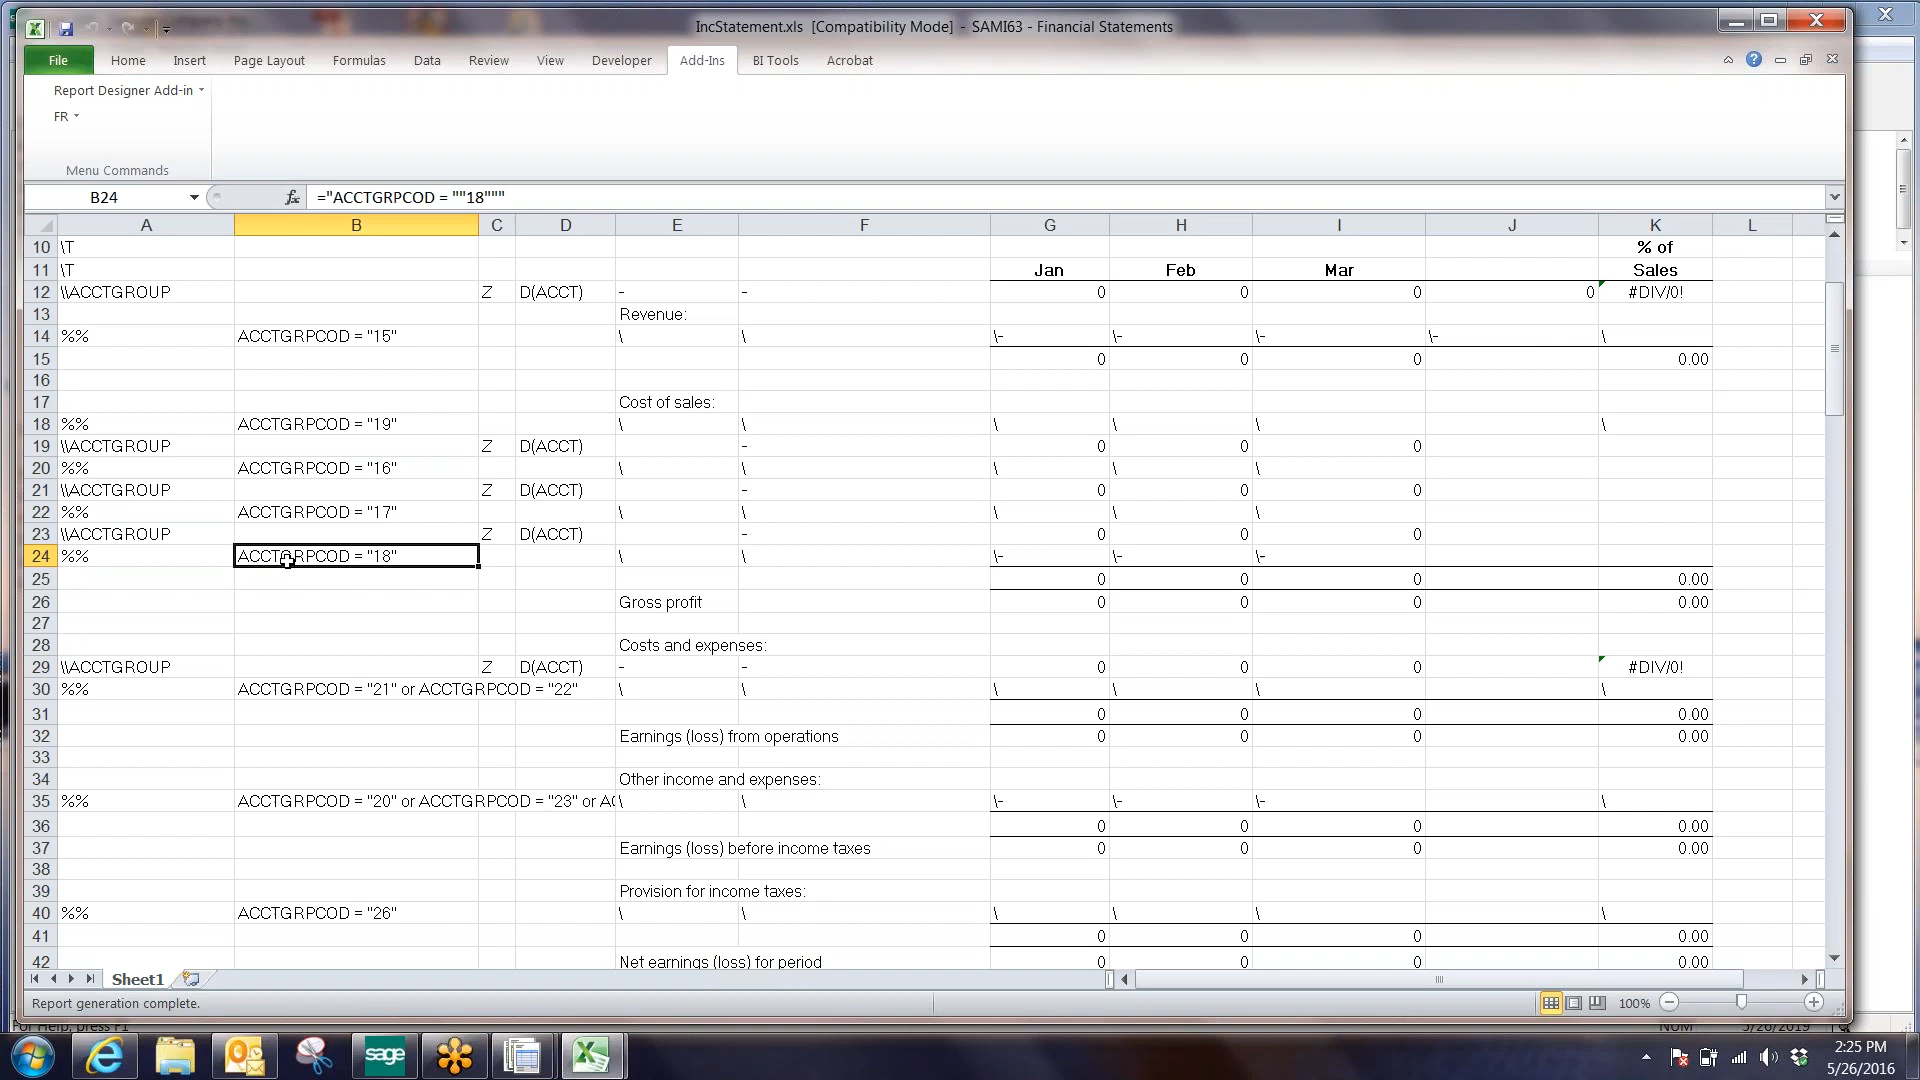 IncStatement.xls [Compatibility Mode] - SAMI63 - Financial Statements
File Home Insert Page Layout Formulas Data Review View Developer Add-Ins BI Tools Acrobat
Report Designer Add-in
FR
Menu Commands
B24 fx ="ACCTGRPCOD = ""18"""
A B C D E F G H I J K L
10 \T % of
11 \T Jan Feb Mar Sales
12 \\ACCTGROUP Z D(ACCT) - - 0 0 0 0 #DIV/0!
13 Revenue:
14 %% ACCTGRPCOD = "15" \ \ \- \- \- \- \
15 0 0 0 0.00
16
17 Cost of sales:
18 %% ACCTGRPCOD = "19" \ \ \ \ \ \
19 \\ACCTGROUP Z D(ACCT) - 0 0 0
20 %% ACCTGRPCOD = "16" \ \ \ \ \
21 \\ACCTGROUP Z D(ACCT) - 0 0 0
22 %% ACCTGRPCOD = "17" \ \ \ \ \
23 \\ACCTGROUP Z D(ACCT) - 0 0 0
24 %% ACCTGRPCOD = "18" \ \ \- \- \-
25 0 0 0 0.00
26 Gross profit 0 0 0 0.00
27
28 Costs and expenses:
29 \\ACCTGROUP Z D(ACCT) - - 0 0 0 #DIV/0!
30 %% ACCTGRPCOD = "21" or ACCTGRPCOD = "22" \ \ \ \ \ \
31 0 0 0 0.00
32 Earnings (loss) from operations 0 0 0 0.00
33
34 Other income and expenses:
35 %% ACCTGRPCOD = "20" or ACCTGRPCOD = "23" or AC \ \ \- \- \- \
36 0 0 0 0.00
37 Earnings (loss) before income taxes 0 0 0 0.00
38
39 Provision for income taxes:
40 %% ACCTGRPCOD = "26" \ \ \ \ \ \
41 0 0 0 0.00
42 Net earnings (loss) for period 0 0 0 0.00
Sheet1
Report generation complete. 100%
For Help, press F1 NUM 5/26/2019
sage
2:25 PM
5/26/2016